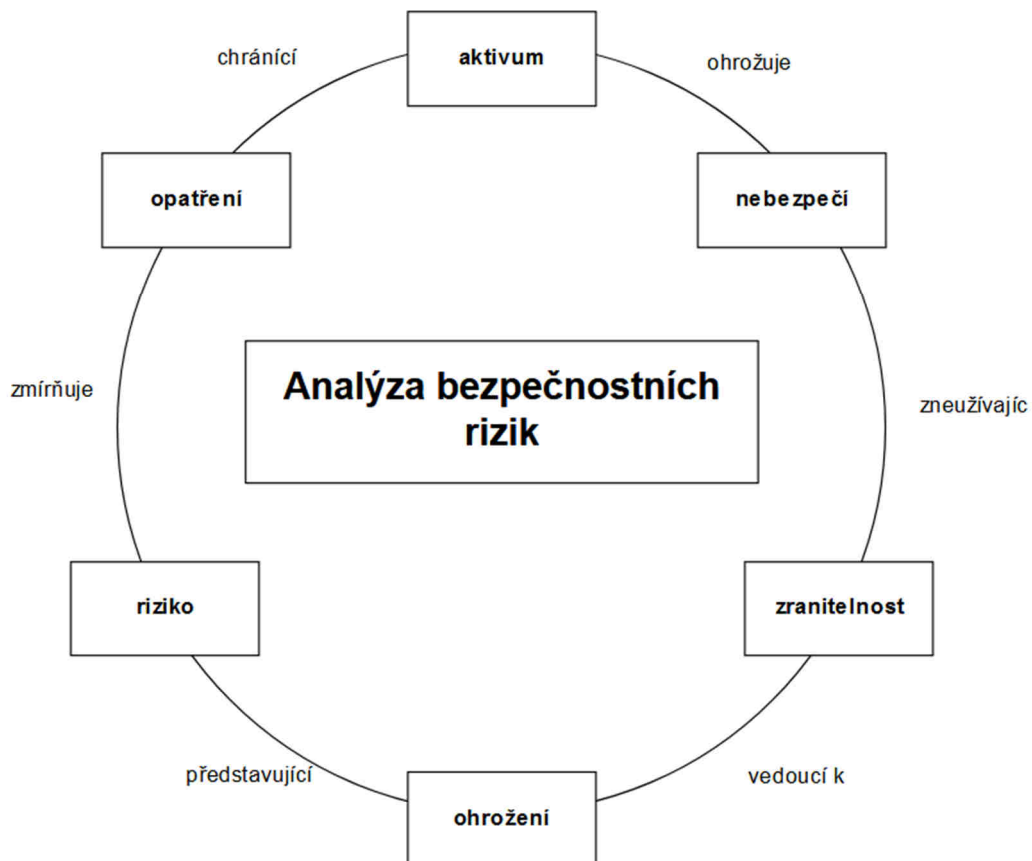 chránící
aktivum
ohrožuje
opatření
nebezpečí
zmírňuje
Analýza bezpečnostních
rizik
zneužívajíc
riziko
zranitelnost
představující
ohrožení
vedoucí k